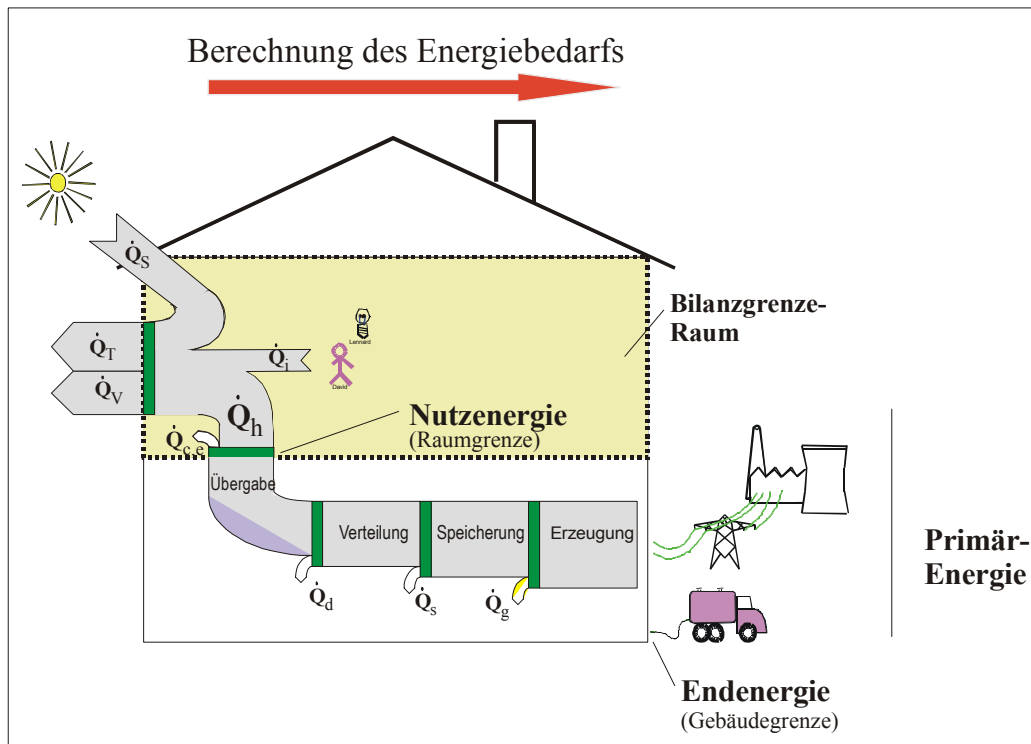 Berechnung des Energiebedarfs
Q̇S
Bilanzgrenze-
Raum
Lennard
Q̇T
Q̇i
David
Q̇V
Q̇h
Nutzenergie
(Raumgrenze)
Q̇c,e
Übergabe
Verteilung
Speicherung
Erzeugung
Primär-
Energie
Q̇d
Q̇s
Q̇g
Endenergie
(Gebäudegrenze)